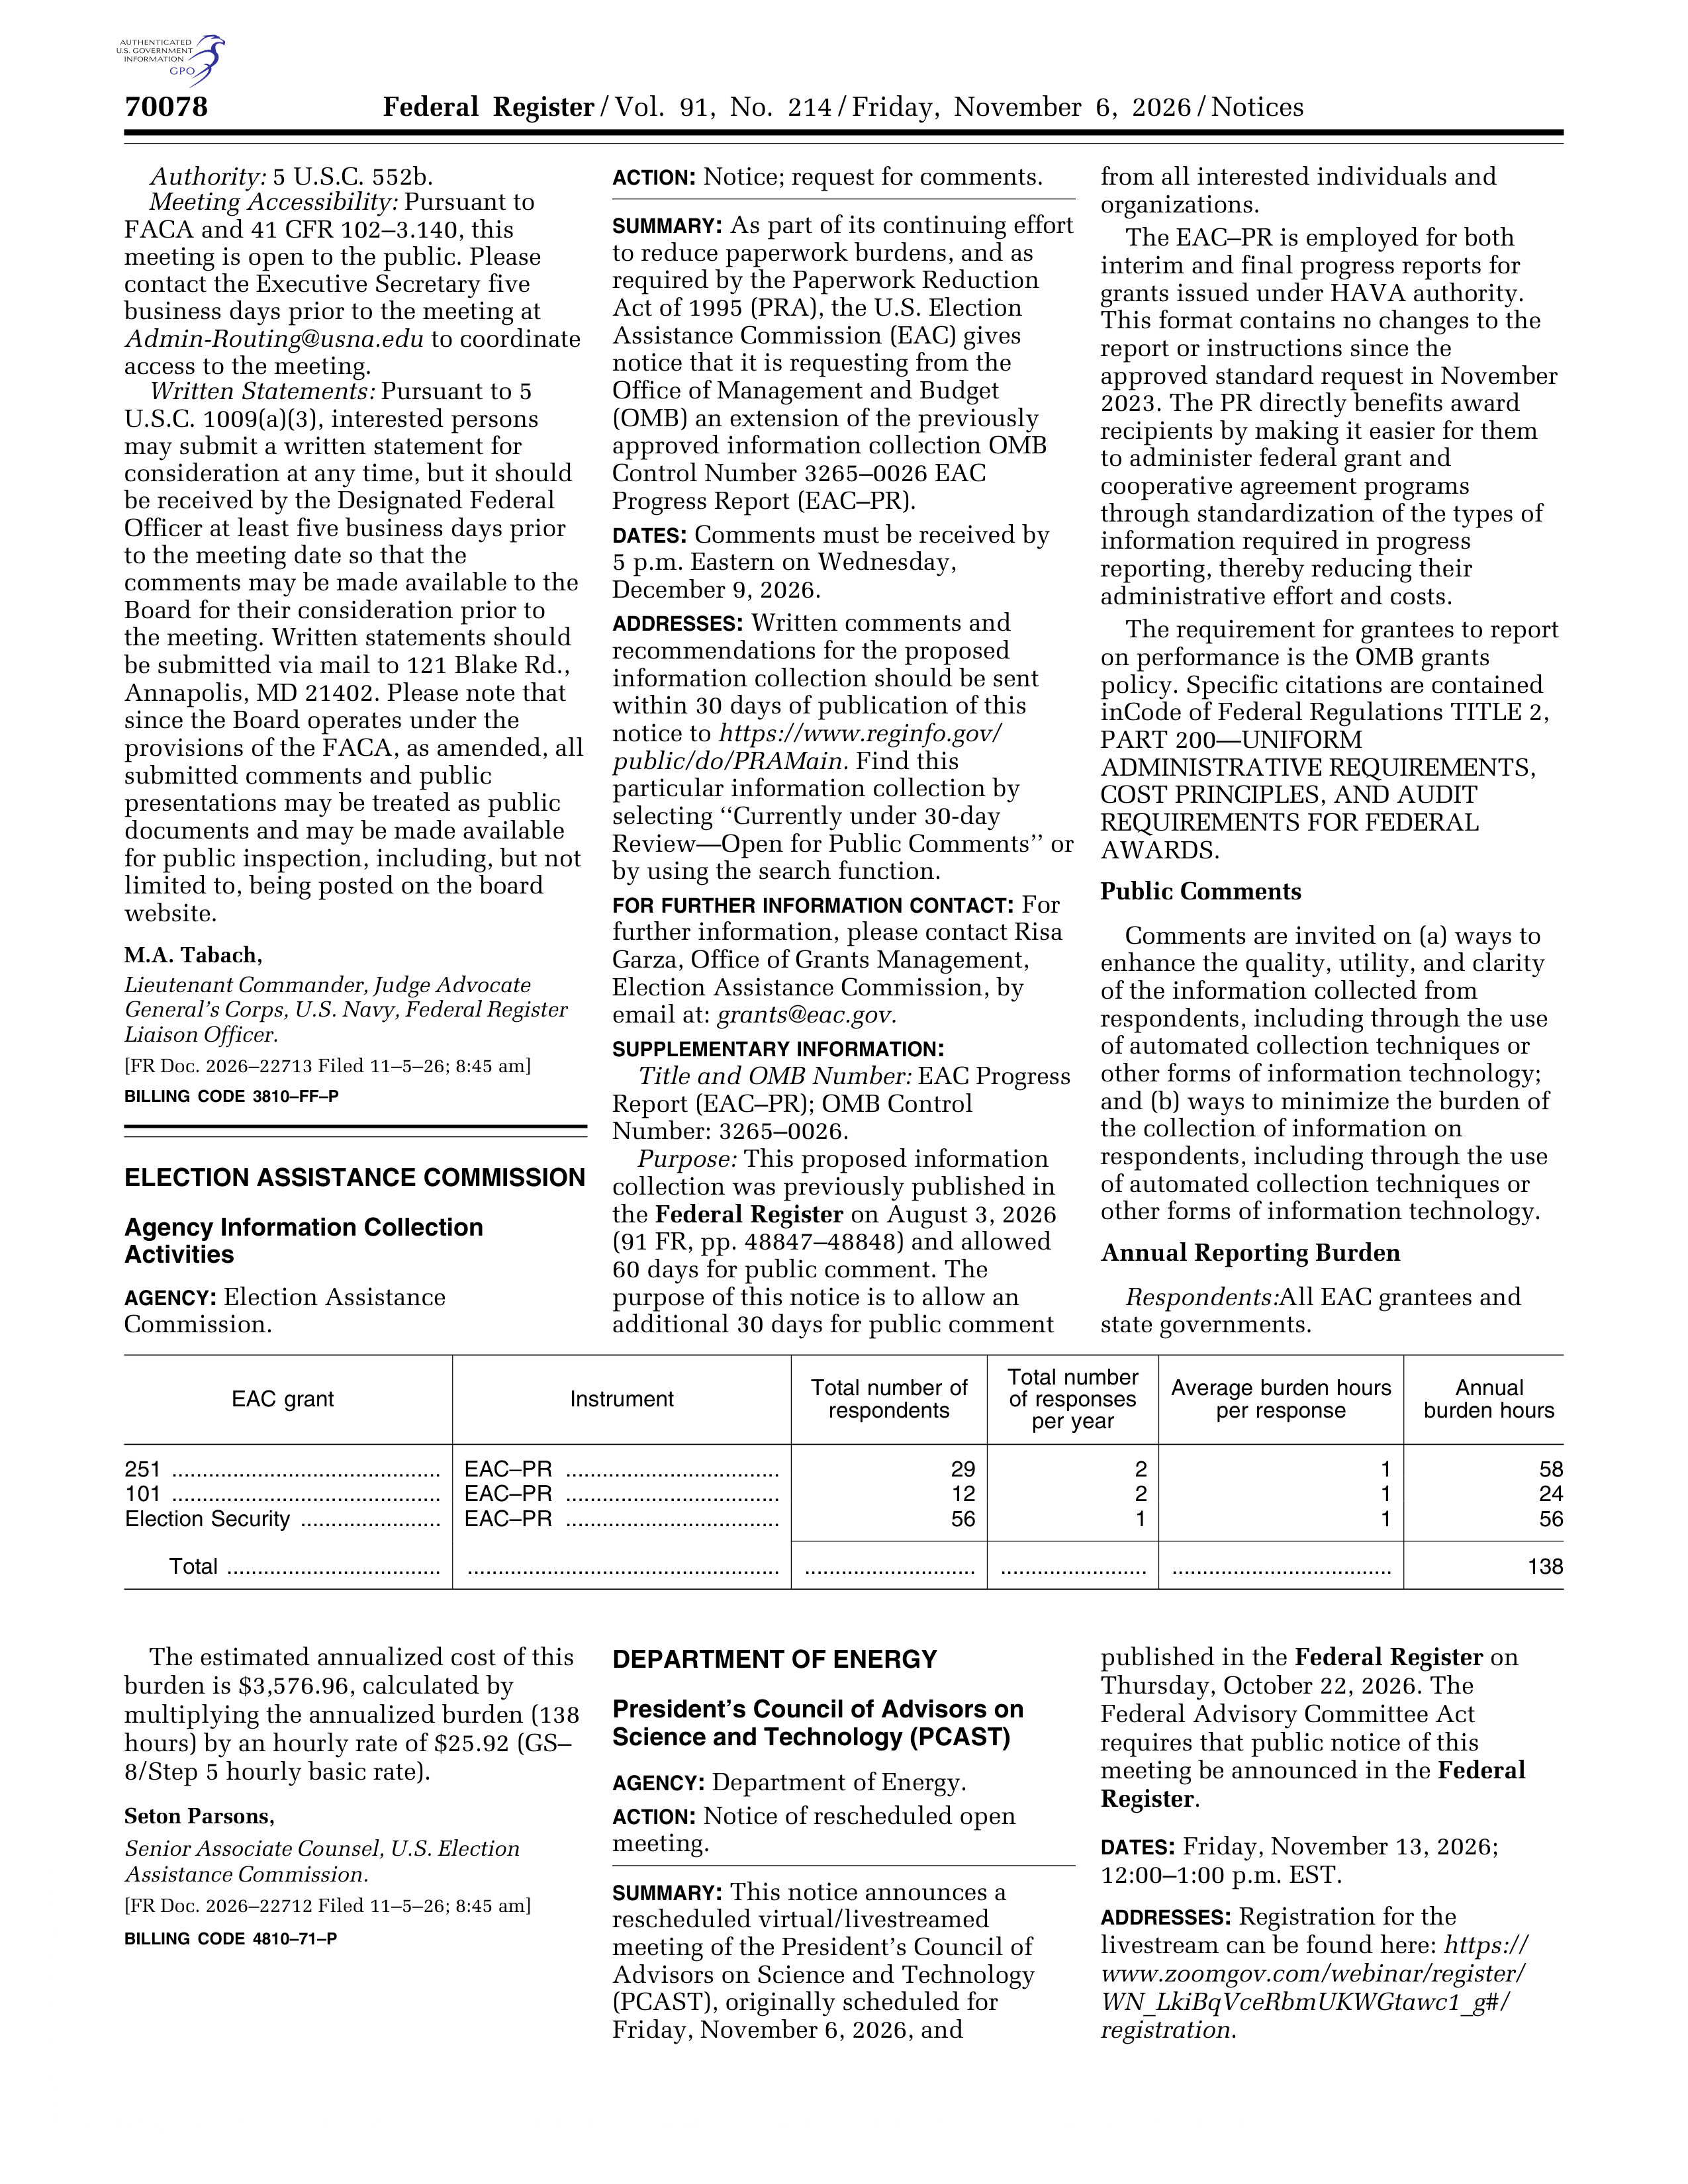 AUTHENTICATED
U.S. GOVERNMENT
INFORMATION
GPO
70078
Federal Register / Vol. 91, No. 214 / Friday, November 6, 2026 / Notices
Authority: 5 U.S.C. 552b.
Meeting Accessibility: Pursuant to
FACA and 41 CFR 102–3.140, this
meeting is open to the public. Please
contact the Executive Secretary five
business days prior to the meeting at
Admin-Routing@usna.edu to coordinate
access to the meeting.
Written Statements: Pursuant to 5
U.S.C. 1009(a)(3), interested persons
may submit a written statement for
consideration at any time, but it should
be received by the Designated Federal
Officer at least five business days prior
to the meeting date so that the
comments may be made available to the
Board for their consideration prior to
the meeting. Written statements should
be submitted via mail to 121 Blake Rd.,
Annapolis, MD 21402. Please note that
since the Board operates under the
provisions of the FACA, as amended, all
submitted comments and public
presentations may be treated as public
documents and may be made available
for public inspection, including, but not
limited to, being posted on the board
website.
M.A. Tabach,
Lieutenant Commander, Judge Advocate
General's Corps, U.S. Navy, Federal Register
Liaison Officer.
[FR Doc. 2026–22713 Filed 11–5–26; 8:45 am]
BILLING CODE 3810–FF–P
ELECTION ASSISTANCE COMMISSION
Agency Information Collection
Activities
AGENCY: Election Assistance
Commission.
ACTION: Notice; request for comments.
SUMMARY: As part of its continuing effort
to reduce paperwork burdens, and as
required by the Paperwork Reduction
Act of 1995 (PRA), the U.S. Election
Assistance Commission (EAC) gives
notice that it is requesting from the
Office of Management and Budget
(OMB) an extension of the previously
approved information collection OMB
Control Number 3265–0026 EAC
Progress Report (EAC–PR).
DATES: Comments must be received by
5 p.m. Eastern on Wednesday,
December 9, 2026.
ADDRESSES: Written comments and
recommendations for the proposed
information collection should be sent
within 30 days of publication of this
notice to https://www.reginfo.gov/
public/do/PRAMain. Find this
particular information collection by
selecting ‘‘Currently under 30-day
Review—Open for Public Comments’’ or
by using the search function.
FOR FURTHER INFORMATION CONTACT: For
further information, please contact Risa
Garza, Office of Grants Management,
Election Assistance Commission, by
email at: grants@eac.gov.
SUPPLEMENTARY INFORMATION:
Title and OMB Number: EAC Progress
Report (EAC–PR); OMB Control
Number: 3265–0026.
Purpose: This proposed information
collection was previously published in
the Federal Register on August 3, 2026
(91 FR, pp. 48847–48848) and allowed
60 days for public comment. The
purpose of this notice is to allow an
additional 30 days for public comment
from all interested individuals and
organizations.
The EAC–PR is employed for both
interim and final progress reports for
grants issued under HAVA authority.
This format contains no changes to the
report or instructions since the
approved standard request in November
2023. The PR directly benefits award
recipients by making it easier for them
to administer federal grant and
cooperative agreement programs
through standardization of the types of
information required in progress
reporting, thereby reducing their
administrative effort and costs.
The requirement for grantees to report
on performance is the OMB grants
policy. Specific citations are contained
inCode of Federal Regulations TITLE 2,
PART 200—UNIFORM
ADMINISTRATIVE REQUIREMENTS,
COST PRINCIPLES, AND AUDIT
REQUIREMENTS FOR FEDERAL
AWARDS.
Public Comments
Comments are invited on (a) ways to
enhance the quality, utility, and clarity
of the information collected from
respondents, including through the use
of automated collection techniques or
other forms of information technology;
and (b) ways to minimize the burden of
the collection of information on
respondents, including through the use
of automated collection techniques or
other forms of information technology.
Annual Reporting Burden
Respondents:All EAC grantees and
state governments.
EAC grant | Instrument | Total number of respondents | Total number of responses per year | Average burden hours per response | Annual burden hours
251 ............................................ EAC–PR ................................... 29 2 1 58
101 ............................................ EAC–PR ................................... 12 2 1 24
Election Security ....................... EAC–PR ................................... 56 1 1 56
Total ................................... ................................................... ............................ ........................ .................................... 138
The estimated annualized cost of this
burden is $3,576.96, calculated by
multiplying the annualized burden (138
hours) by an hourly rate of $25.92 (GS–
8/Step 5 hourly basic rate).
Seton Parsons,
Senior Associate Counsel, U.S. Election
Assistance Commission.
[FR Doc. 2026–22712 Filed 11–5–26; 8:45 am]
BILLING CODE 4810–71–P
DEPARTMENT OF ENERGY
President's Council of Advisors on
Science and Technology (PCAST)
AGENCY: Department of Energy.
ACTION: Notice of rescheduled open
meeting.
SUMMARY: This notice announces a
rescheduled virtual/livestreamed
meeting of the President's Council of
Advisors on Science and Technology
(PCAST), originally scheduled for
Friday, November 6, 2026, and
published in the Federal Register on
Thursday, October 22, 2026. The
Federal Advisory Committee Act
requires that public notice of this
meeting be announced in the Federal
Register.
DATES: Friday, November 13, 2026;
12:00–1:00 p.m. EST.
ADDRESSES: Registration for the
livestream can be found here: https://
www.zoomgov.com/webinar/register/
WN_LkiBqVceRbmUKWGtawc1_g#/
registration.